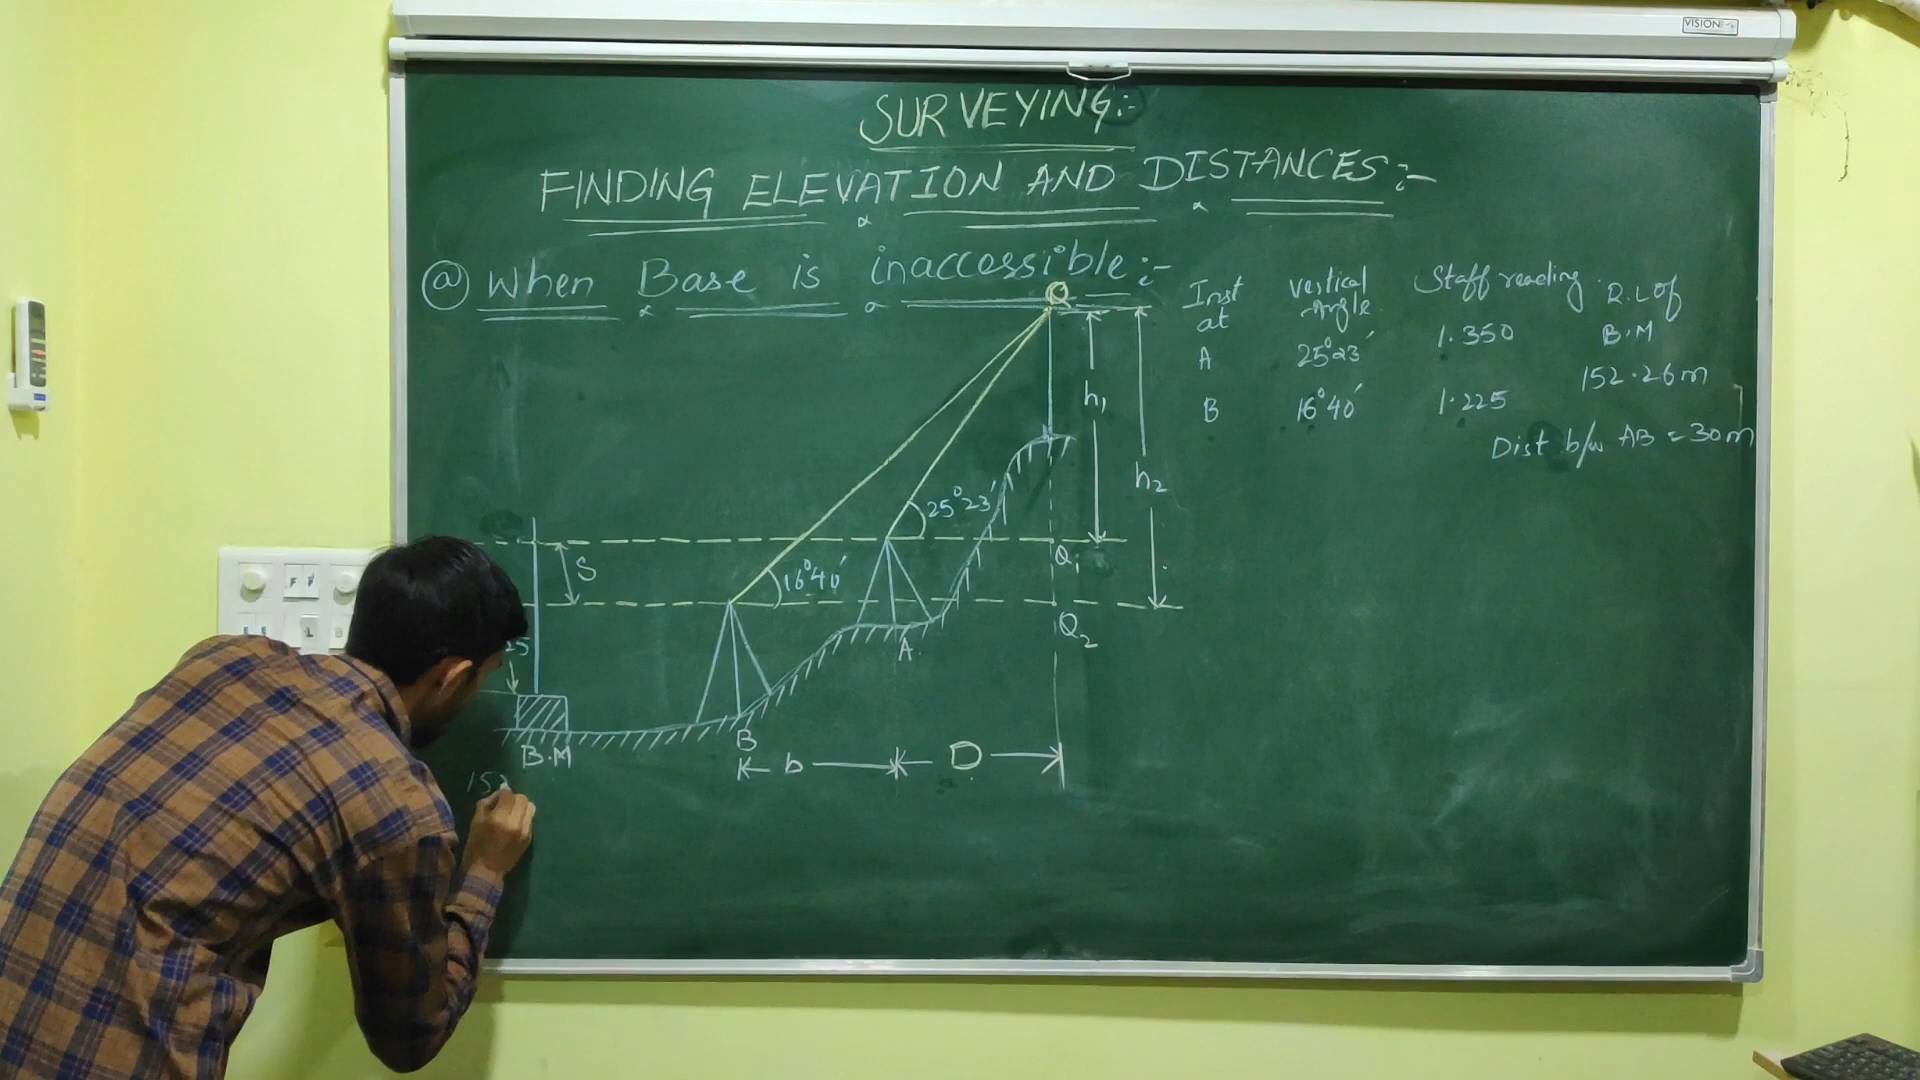 VISION
SURVEYING:-
FINDING ELEVATION AND DISTANCES:-
@ When Base is inaccessible:-
Inst at
Vertical angle
Staff reading
R.L of B.M
A 25°23' 1.350
152.26m
B 16°40' 1.225
Dist b/w AB = 30m
Q
h1
h2
25°23'
16°40'
S
Q1
Q2
A
B
B.M
b
D